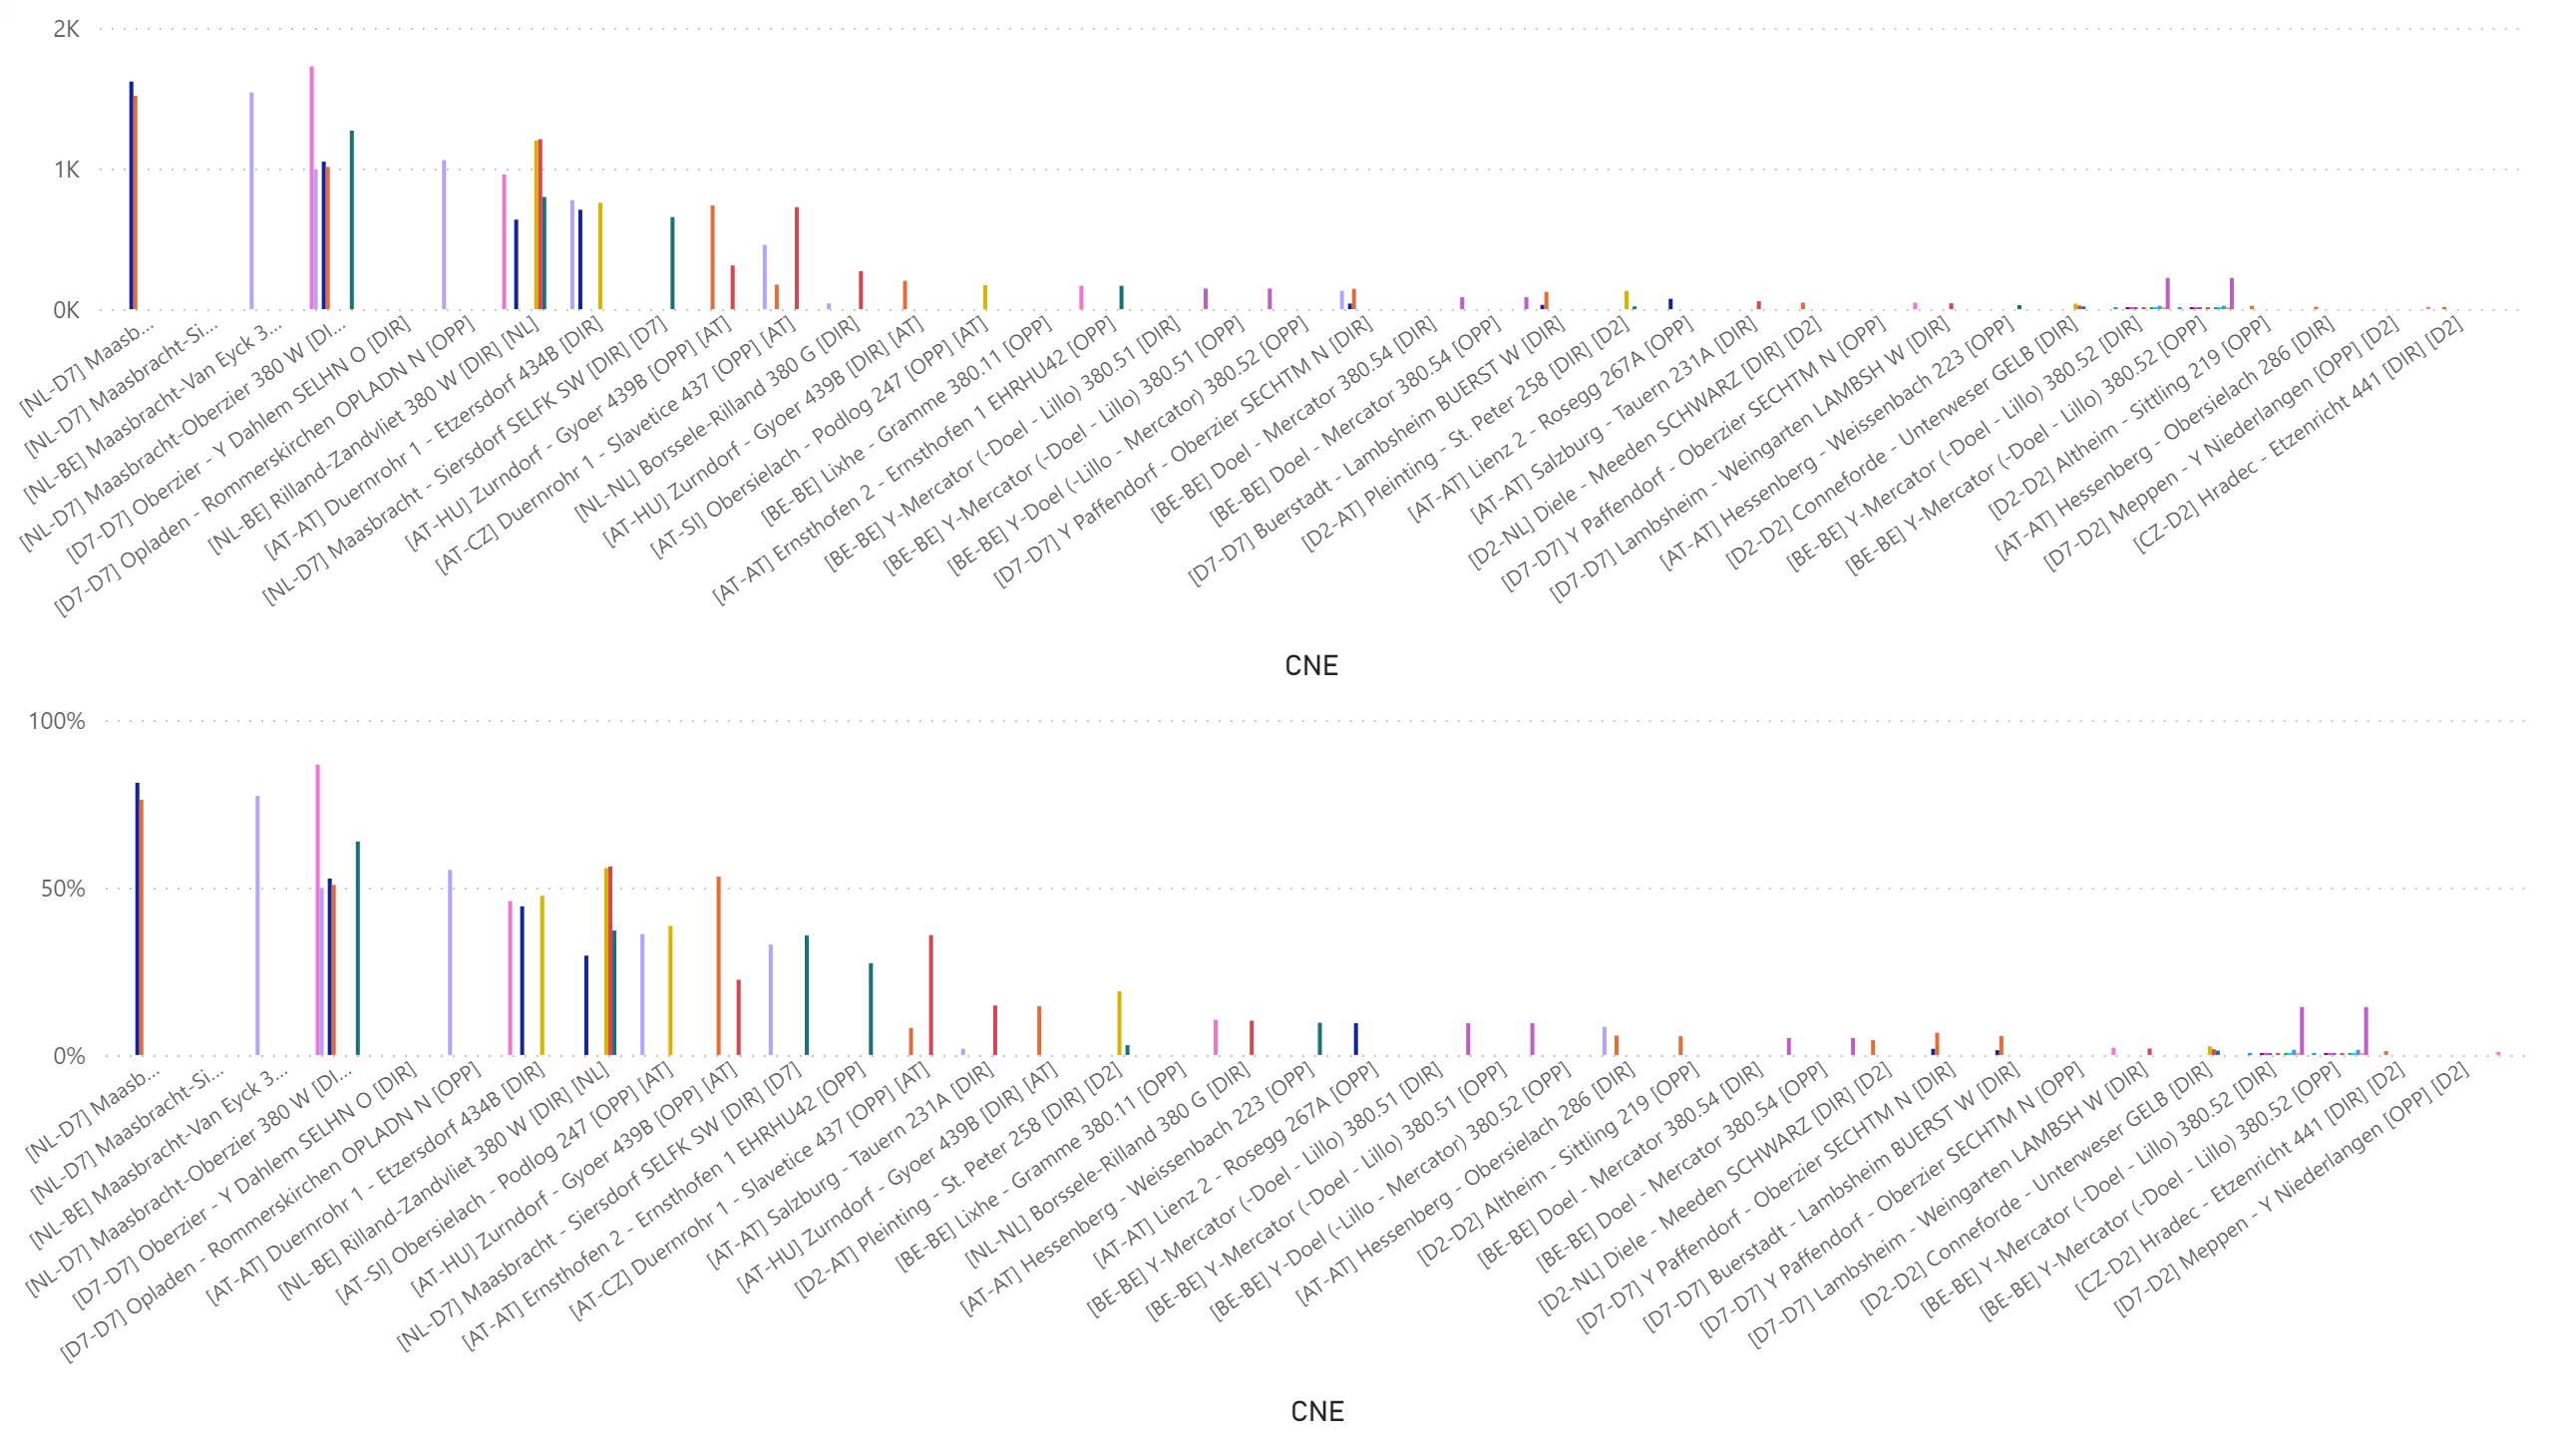 2K
1K
0K
[NL-D7] Maasb...
[NL-D7] Maasbracht-Si...
[NL-BE] Maasbracht-Van Eyck 3...
[NL-D7] Maasbracht-Oberzier 380 W [DI...
[D7-D7] Oberzier - Y Dahlem SELHN O [DIR]
[D7-D7] Opladen - Rommerskirchen OPLADN N [OPP]
[NL-BE] Rilland-Zandvliet 380 W [DIR] [NL]
[AT-AT] Duernrohr 1 - Etzersdorf 434B [DIR]
[NL-D7] Maasbracht - Siersdorf SELFK SW [DIR] [D7]
[AT-HU] Zurndorf - Gyoer 439B [OPP] [AT]
[AT-CZ] Duernrohr 1 - Slavetice 437 [OPP] [AT]
[NL-NL] Borssele-Rilland 380 G [DIR]
[AT-HU] Zurndorf - Gyoer 439B [DIR] [AT]
[AT-SI] Obersielach - Podlog 247 [OPP] [AT]
[BE-BE] Lixhe - Gramme 380.11 [OPP]
[AT-AT] Ernsthofen 2 - Ernsthofen 1 EHRHU42 [OPP]
[BE-BE] Y-Mercator (-Doel - Lillo) 380.51 [DIR]
[BE-BE] Y-Mercator (-Doel - Lillo) 380.51 [OPP]
[BE-BE] Y-Doel (-Lillo - Mercator) 380.52 [OPP]
[D7-D7] Y Paffendorf - Oberzier SECHTM N [DIR]
[BE-BE] Doel - Mercator 380.54 [DIR]
[BE-BE] Doel - Mercator 380.54 [OPP]
[D7-D7] Buerstadt - Lambsheim BUERST W [DIR]
[D2-AT] Pleinting - St. Peter 258 [DIR] [D2]
[AT-AT] Lienz 2 - Rosegg 267A [OPP]
[AT-AT] Salzburg - Tauern 231A [DIR]
[D2-NL] Diele - Meeden SCHWARZ [DIR] [D2]
[D7-D7] Y Paffendorf - Oberzier SECHTM N [OPP]
[D7-D7] Lambsheim - Weingarten LAMBSH W [DIR]
[AT-AT] Hessenberg - Weissenbach 223 [OPP]
[D2-D2] Conneforde - Unterweser GELB [DIR]
[BE-BE] Y-Mercator (-Doel - Lillo) 380.52 [DIR]
[BE-BE] Y-Mercator (-Doel - Lillo) 380.52 [OPP]
[D2-D2] Altheim - Sittling 219 [OPP]
[AT-AT] Hessenberg - Obersielach 286 [DIR]
[D7-D2] Meppen - Y Niederlangen [OPP] [D2]
[CZ-D2] Hradec - Etzenricht 441 [DIR] [D2]
CNE
100%
50%
0%
[NL-D7] Maasb...
[NL-D7] Maasbracht-Si...
[NL-BE] Maasbracht-Van Eyck 3...
[NL-D7] Maasbracht-Oberzier 380 W [DI...
[D7-D7] Oberzier - Y Dahlem SELHN O [DIR]
[D7-D7] Opladen - Rommerskirchen OPLADN N [OPP]
[AT-AT] Duernrohr 1 - Etzersdorf 434B [DIR]
[NL-BE] Rilland-Zandvliet 380 W [DIR] [NL]
[AT-SI] Obersielach - Podlog 247 [OPP] [AT]
[AT-HU] Zurndorf - Gyoer 439B [OPP] [AT]
[NL-D7] Maasbracht - Siersdorf SELFK SW [DIR] [D7]
[AT-AT] Ernsthofen 2 - Ernsthofen 1 EHRHU42 [OPP]
[AT-CZ] Duernrohr 1 - Slavetice 437 [OPP] [AT]
[AT-AT] Salzburg - Tauern 231A [DIR]
[AT-HU] Zurndorf - Gyoer 439B [DIR] [AT]
[D2-AT] Pleinting - St. Peter 258 [DIR] [D2]
[BE-BE] Lixhe - Gramme 380.11 [OPP]
[NL-NL] Borssele-Rilland 380 G [DIR]
[AT-AT] Hessenberg - Weissenbach 223 [OPP]
[AT-AT] Lienz 2 - Rosegg 267A [OPP]
[BE-BE] Y-Mercator (-Doel - Lillo) 380.51 [DIR]
[BE-BE] Y-Mercator (-Doel - Lillo) 380.51 [OPP]
[BE-BE] Y-Doel (-Lillo - Mercator) 380.52 [OPP]
[AT-AT] Hessenberg - Obersielach 286 [DIR]
[D2-D2] Altheim - Sittling 219 [OPP]
[BE-BE] Doel - Mercator 380.54 [DIR]
[BE-BE] Doel - Mercator 380.54 [OPP]
[D2-NL] Diele - Meeden SCHWARZ [DIR] [D2]
[D7-D7] Y Paffendorf - Oberzier SECHTM N [DIR]
[D7-D7] Buerstadt - Lambsheim BUERST W [DIR]
[D7-D7] Y Paffendorf - Oberzier SECHTM N [OPP]
[D7-D7] Lambsheim - Weingarten LAMBSH W [DIR]
[D2-D2] Conneforde - Unterweser GELB [DIR]
[BE-BE] Y-Mercator (-Doel - Lillo) 380.52 [DIR]
[BE-BE] Y-Mercator (-Doel - Lillo) 380.52 [OPP]
[CZ-D2] Hradec - Etzenricht 441 [DIR] [D2]
[D7-D2] Meppen - Y Niederlangen [OPP] [D2]
CNE